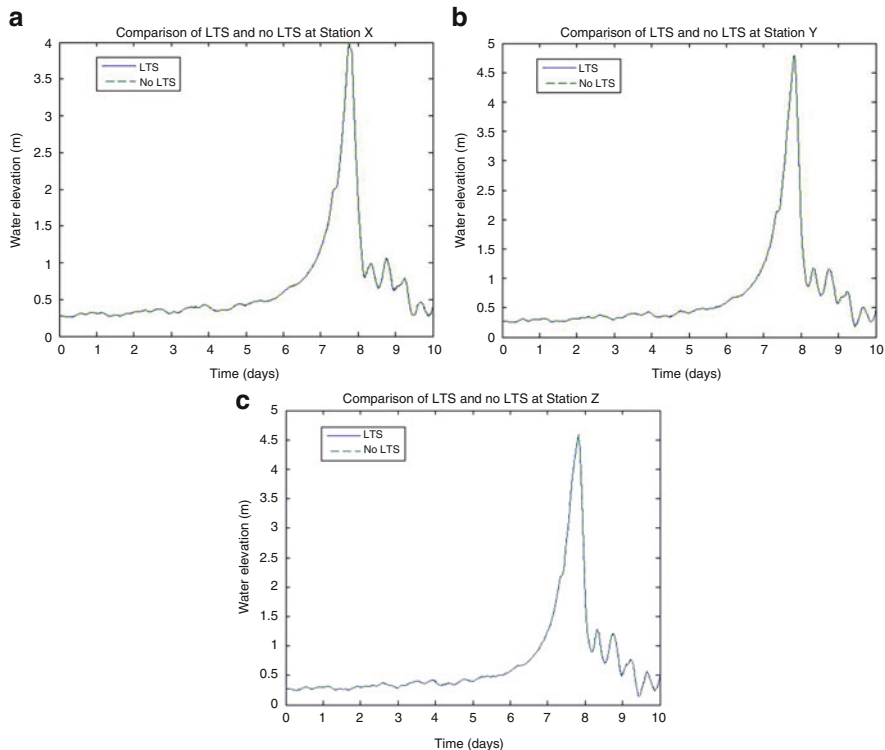 a
Comparison of LTS and no LTS at Station X
4
3.5
3
2.5
2
1.5
1
0.5
0
Water elevation (m)
LTS
No LTS
0 1 2 3 4 5 6 7 8 9 10
Time (days)
b
Comparison of LTS and no LTS at Station Y
5
4.5
4
3.5
3
2.5
2
1.5
1
0.5
0
Water elevation (m)
LTS
No LTS
0 1 2 3 4 5 6 7 8 9 10
Time (days)
c
Comparison of LTS and no LTS at Station Z
5
4.5
4
3.5
3
2.5
2
1.5
1
0.5
0
Water elevation (m)
LTS
No LTS
0 1 2 3 4 5 6 7 8 9 10
Time (days)